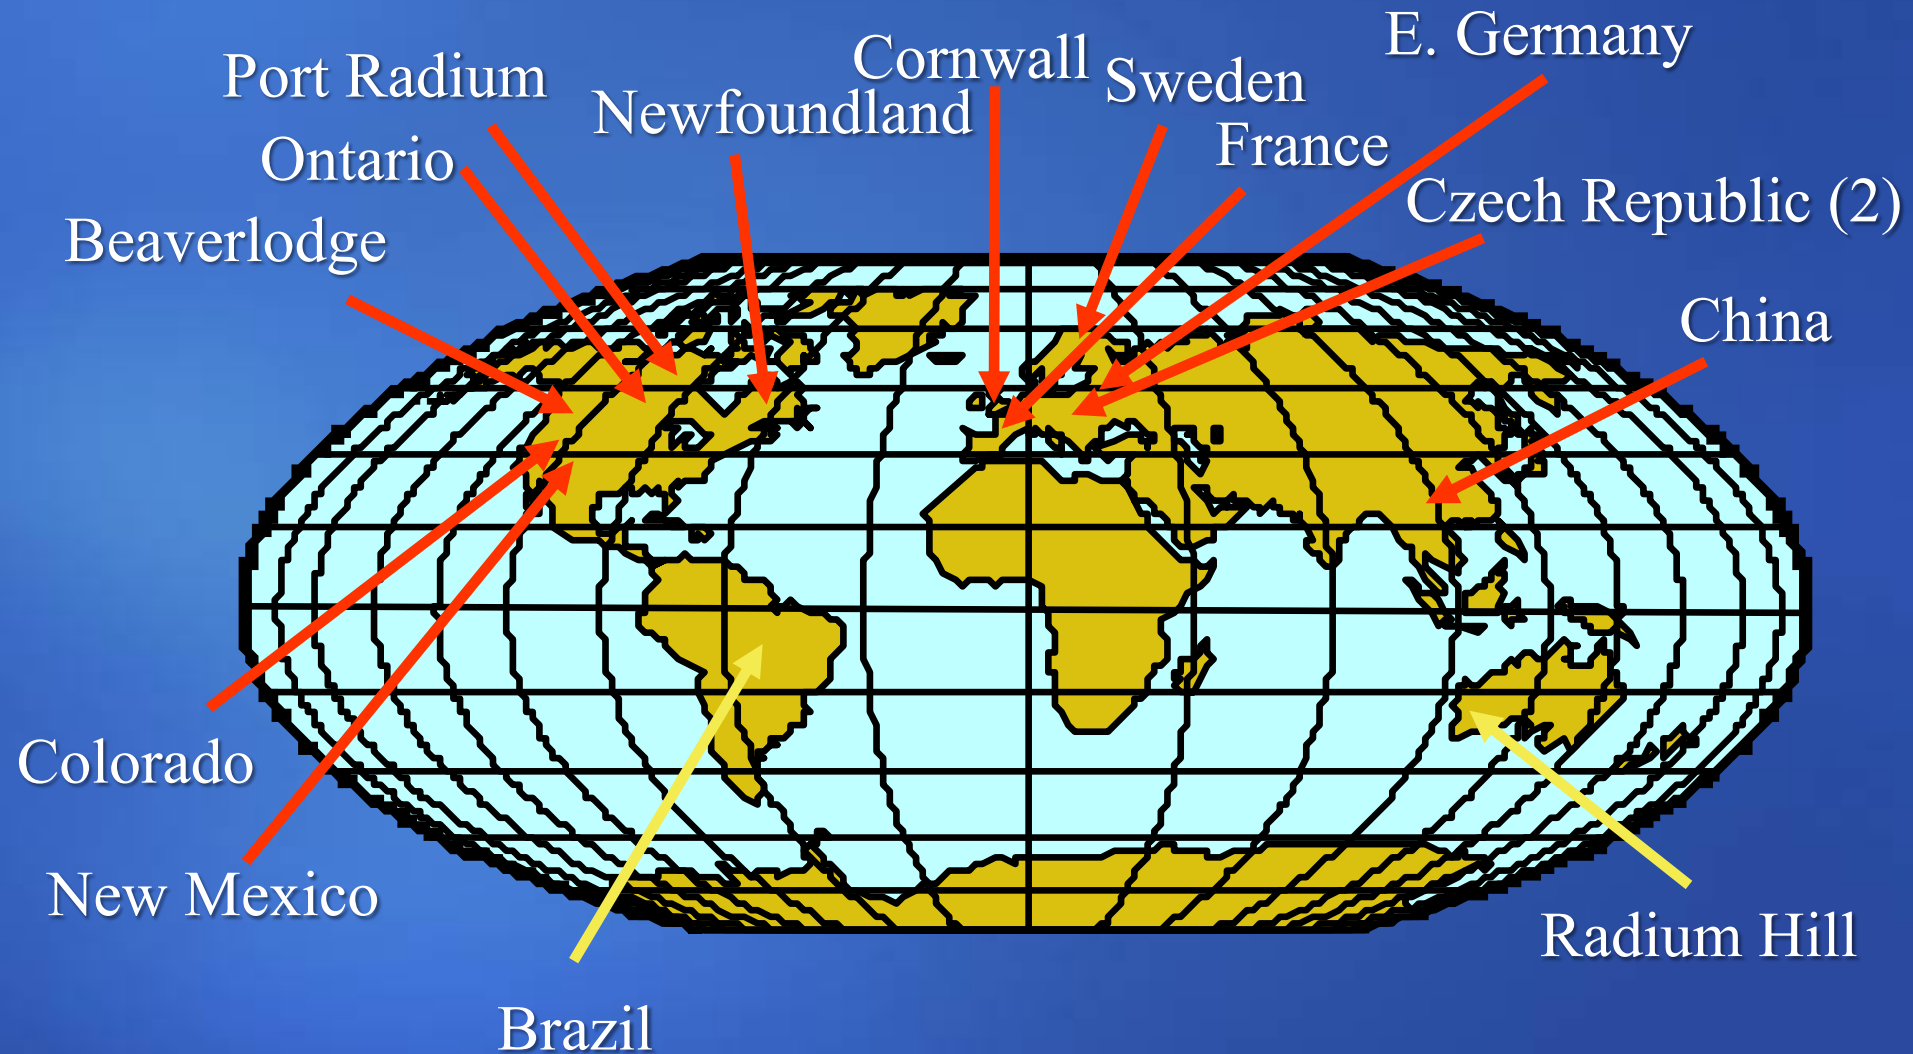 E. Germany
Cornwall
Port Radium
Sweden
Newfoundland
France
Ontario
Czech Republic (2)
Beaverlodge
China
Colorado
New Mexico
Radium Hill
Brazil